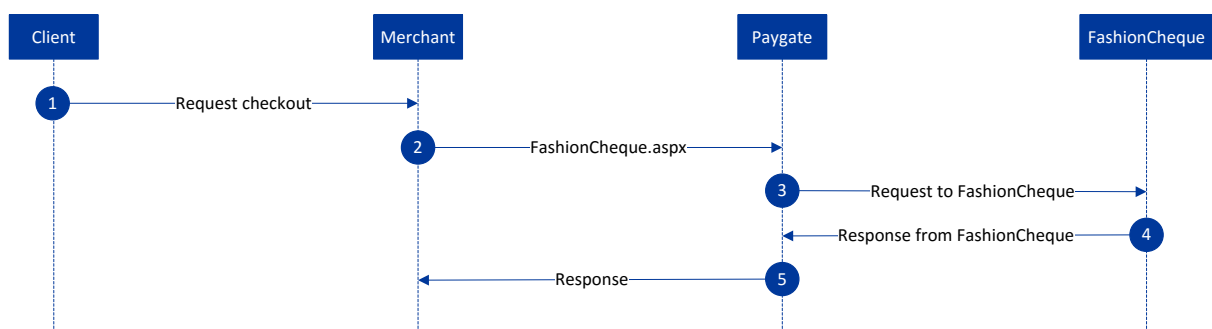 Client
Merchant
Paygate
FashionCheque
1
Request checkout
2
FashionCheque.aspx
3
Request to FashionCheque
Response from FashionCheque
4
Response
5